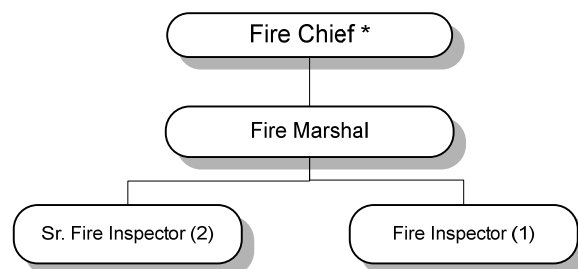 Fire Chief *
Fire Marshal
Sr. Fire Inspector (2)
Fire Inspector (1)